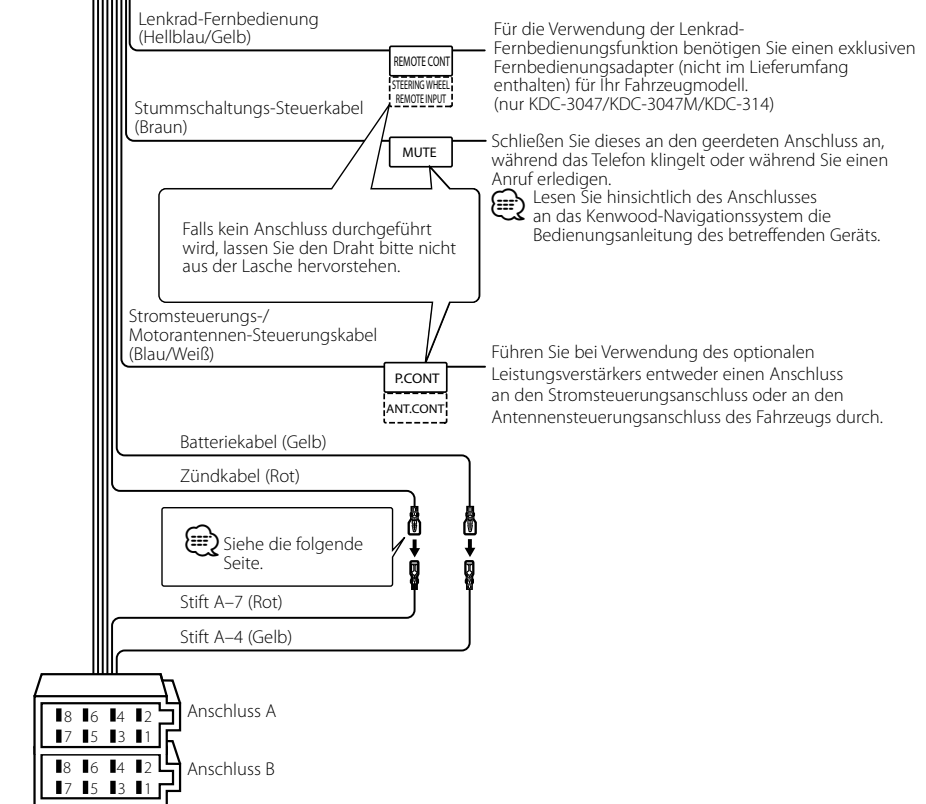 Lenkrad-Fernbedienung
(Hellblau/Gelb)
REMOTE CONT
STEERING WHEEL
REMOTE INPUT
Für die Verwendung der Lenkrad-
Fernbedienungsfunktion benötigen Sie einen exklusiven
Fernbedienungsadapter (nicht im Lieferumfang
enthalten) für Ihr Fahrzeugmodell.
(nur KDC-3047/KDC-3047M/KDC-314)
Stummschaltungs-Steuerkabel
(Braun)
MUTE
Schließen Sie dieses an den geerdeten Anschluss an,
während das Telefon klingelt oder während Sie einen
Anruf erledigen.
Lesen Sie hinsichtlich des Anschlusses
an das Kenwood-Navigationssystem die
Bedienungsanleitung des betreffenden Geräts.
Falls kein Anschluss durchgeführt
wird, lassen Sie den Draht bitte nicht
aus der Lasche hervorstehen.
Stromsteuerungs-/
Motorantennen-Steuerungskabel
(Blau/Weiß)
P.CONT
ANT.CONT
Führen Sie bei Verwendung des optionalen
Leistungsverstärkers entweder einen Anschluss
an den Stromsteuerungsanschluss oder an den
Antennensteuerungsanschluss des Fahrzeugs durch.
Batteriekabel (Gelb)
Zündkabel (Rot)
Siehe die folgende
Seite.
Stift A–7 (Rot)
Stift A–4 (Gelb)
8 6 4 2
7 5 3 1
Anschluss A
8 6 4 2
7 5 3 1
Anschluss B